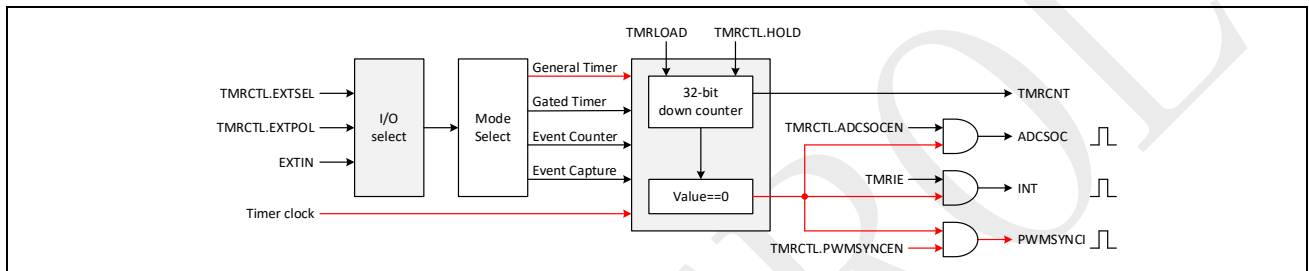 TMRLOAD
TMRCTL.HOLD
General Timer
TMRCTL.EXTSEL
32-bit
down counter
TMRCNT
Gated Timer
I/O
select
Mode
Select
TMRCTL.EXTPOL
TMRCTL.ADCSOCEN
ADCSOC
Event Counter
EXTIN
Event Capture
TMRIE
INT
Value==0
Timer clock
PWMSYNCI
TMRCTL.PWMSYNCEN